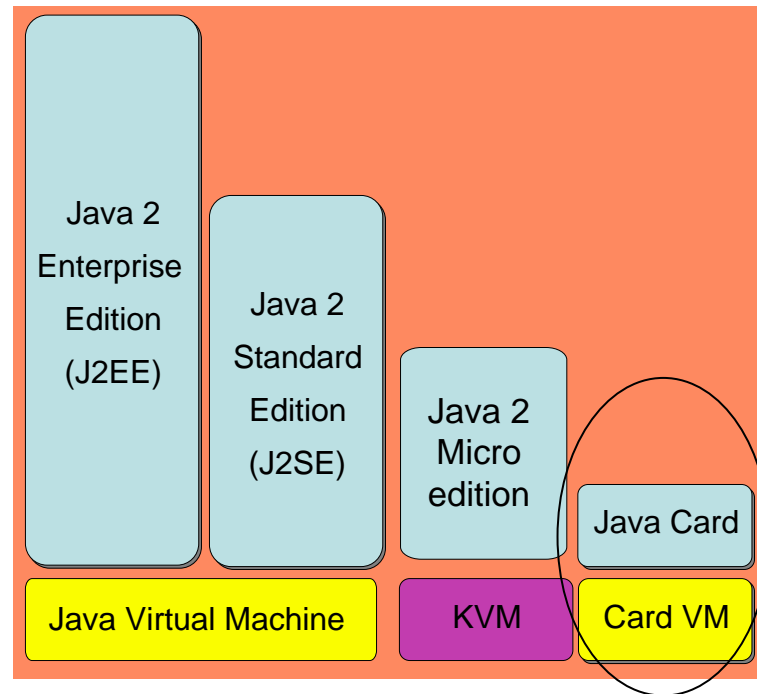 Java 2
Enterprise
Edition
(J2EE)
Java 2
Standard
Edition
(J2SE)
Java 2
Micro
edition
Java Card
Java Virtual Machine
KVM
Card VM